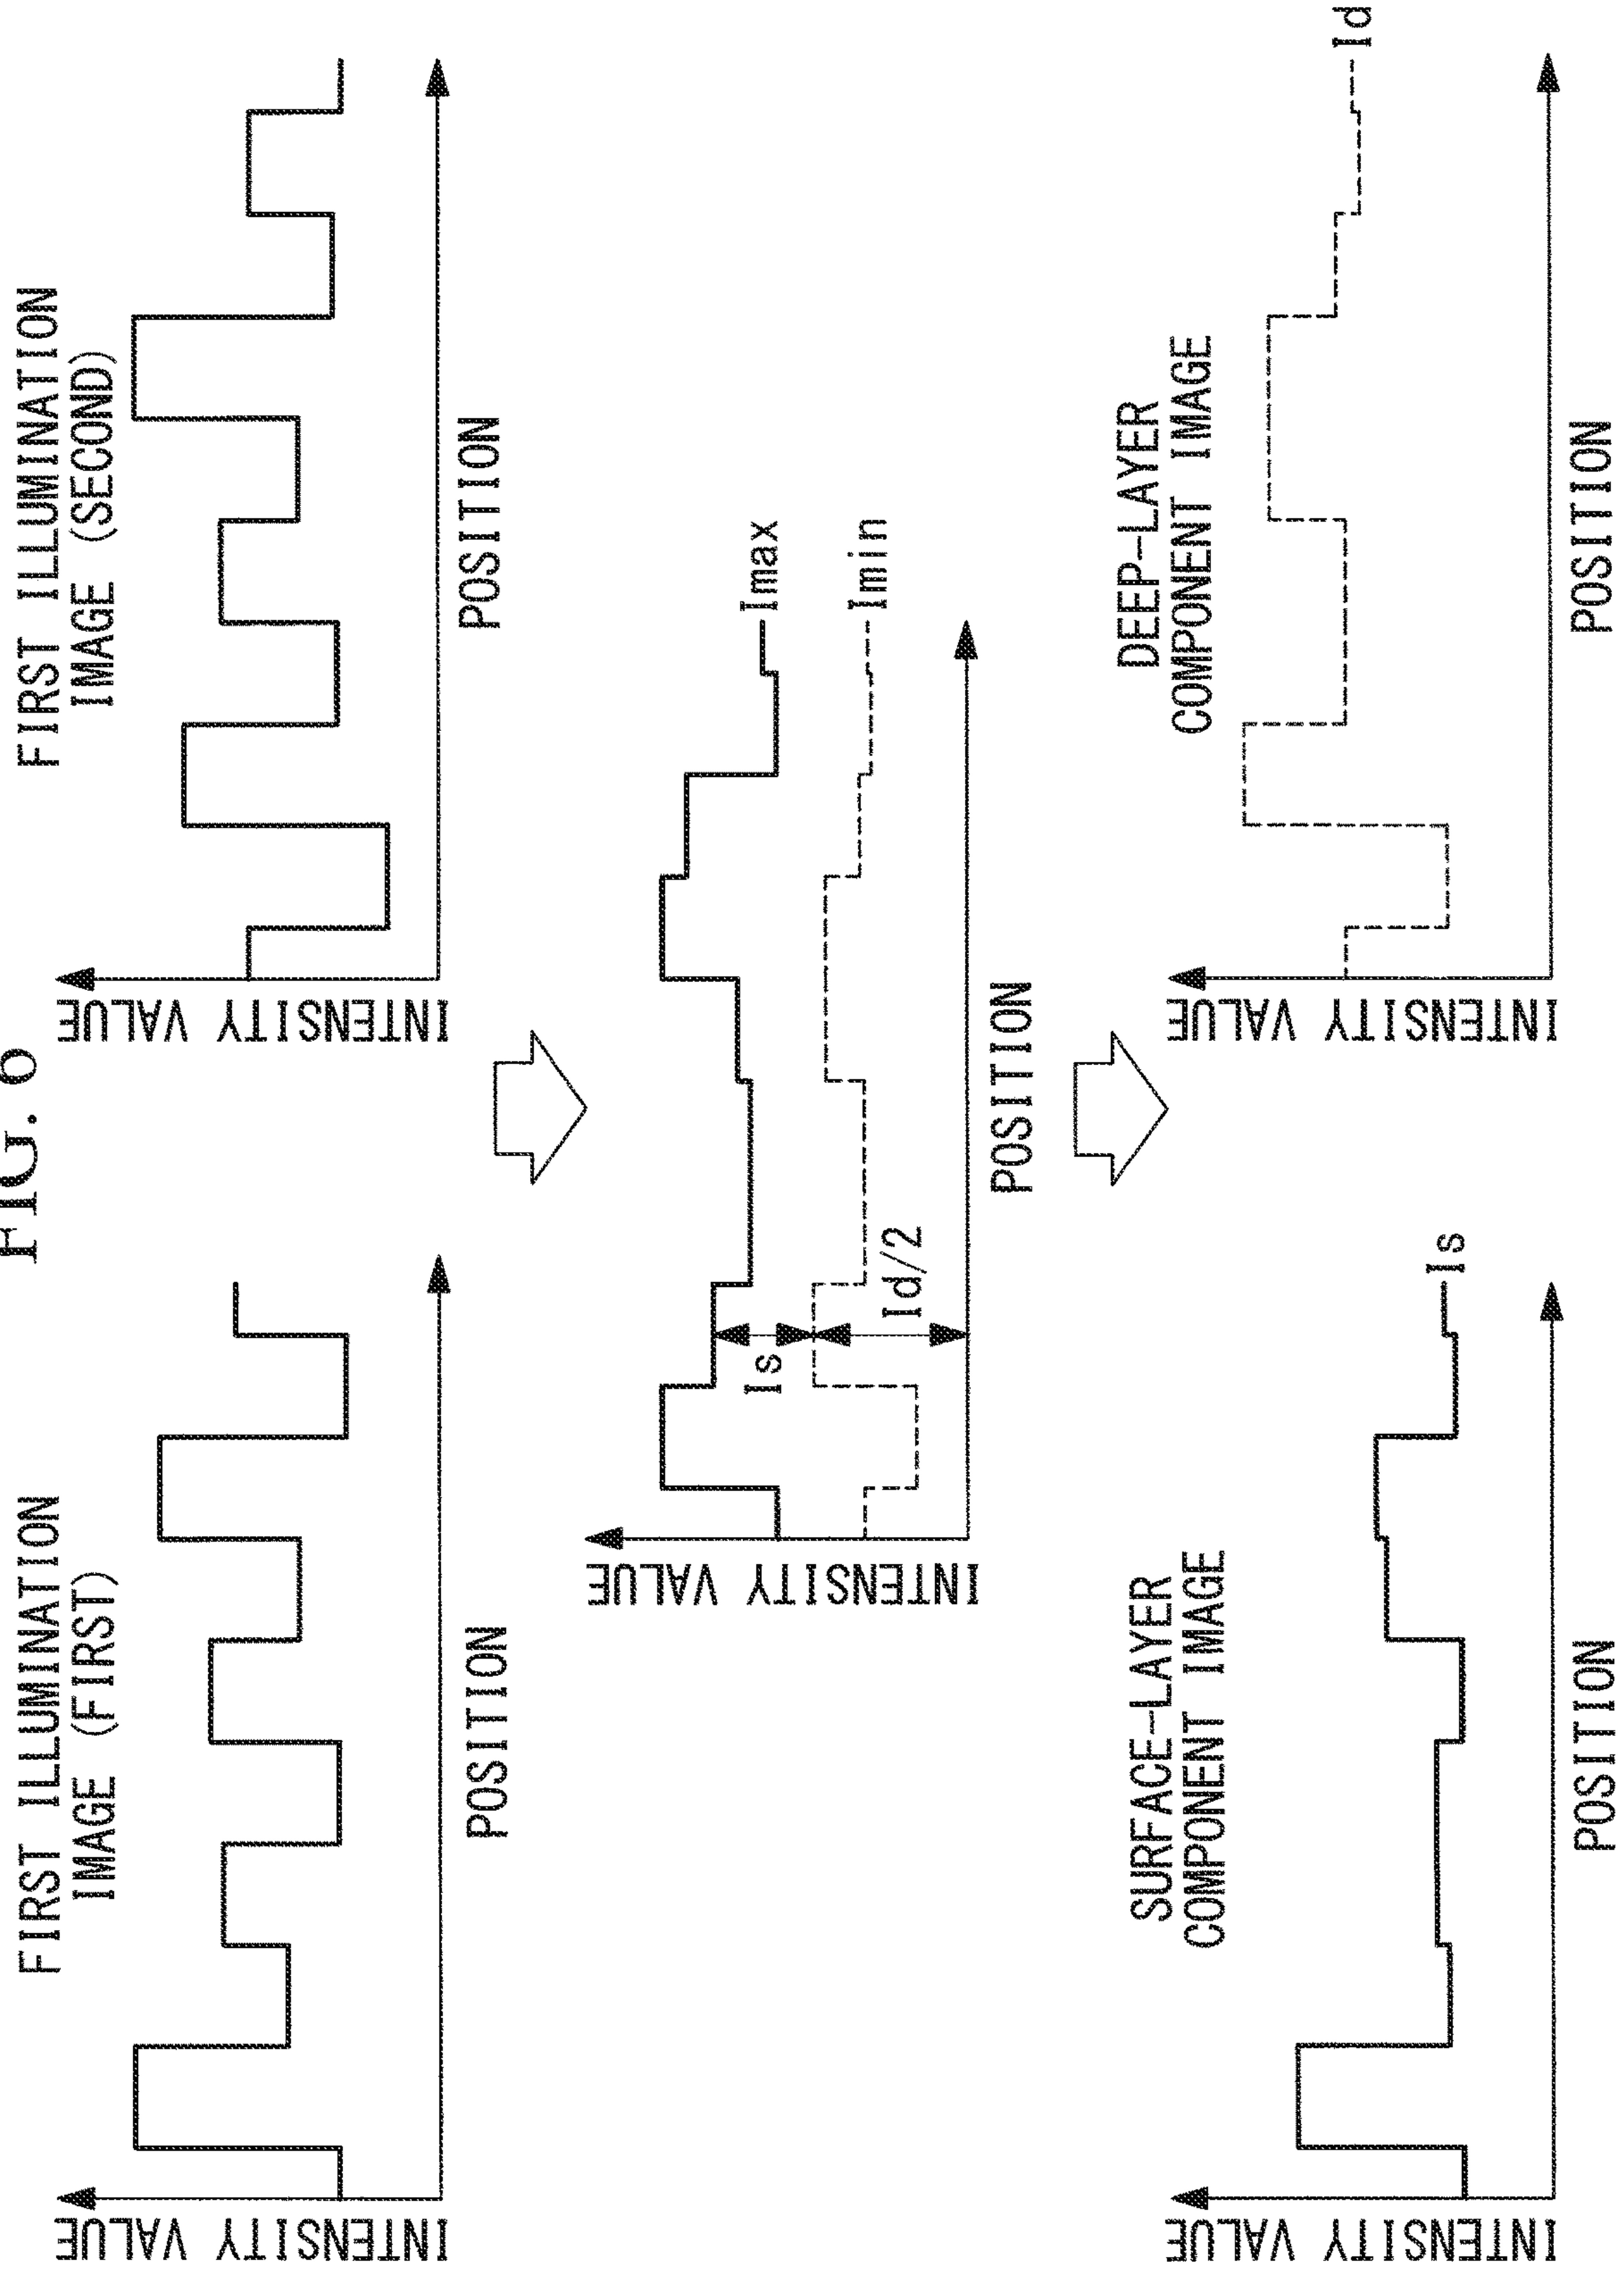 FIG. 6
FIRST ILLUMINATION
IMAGE (FIRST)
INTENSITY VALUE
POSITION
FIRST ILLUMINATION
IMAGE (SECOND)
INTENSITY VALUE
POSITION
INTENSITY VALUE
Is
Id/2
Imax
Imin
POSITION
SURFACE-LAYER
COMPONENT IMAGE
INTENSITY VALUE
Is
POSITION
DEEP-LAYER
COMPONENT IMAGE
INTENSITY VALUE
Id
POSITION